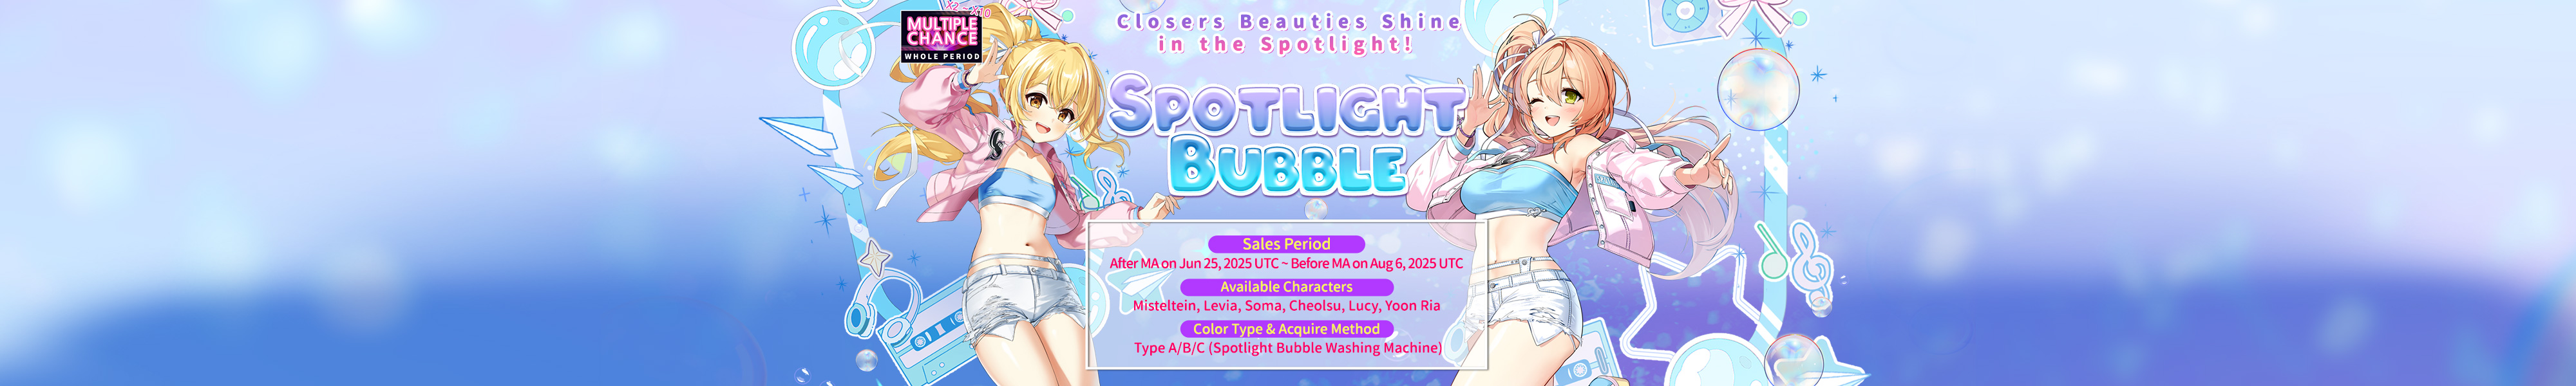 X2 ~ X10
MULTIPLE
CHANCE
WHOLE PERIOD
Closers Beauties Shine
in the Spotlight!
SPOTLIGHT
BUBBLE
Sales Period
After MA on Jun 25, 2025 UTC ~ Before MA on Aug 6, 2025 UTC
Available Characters
Misteltein, Levia, Soma, Cheolsu, Lucy, Yoon Ria
Color Type & Acquire Method
Type A/B/C (Spotlight Bubble Washing Machine)